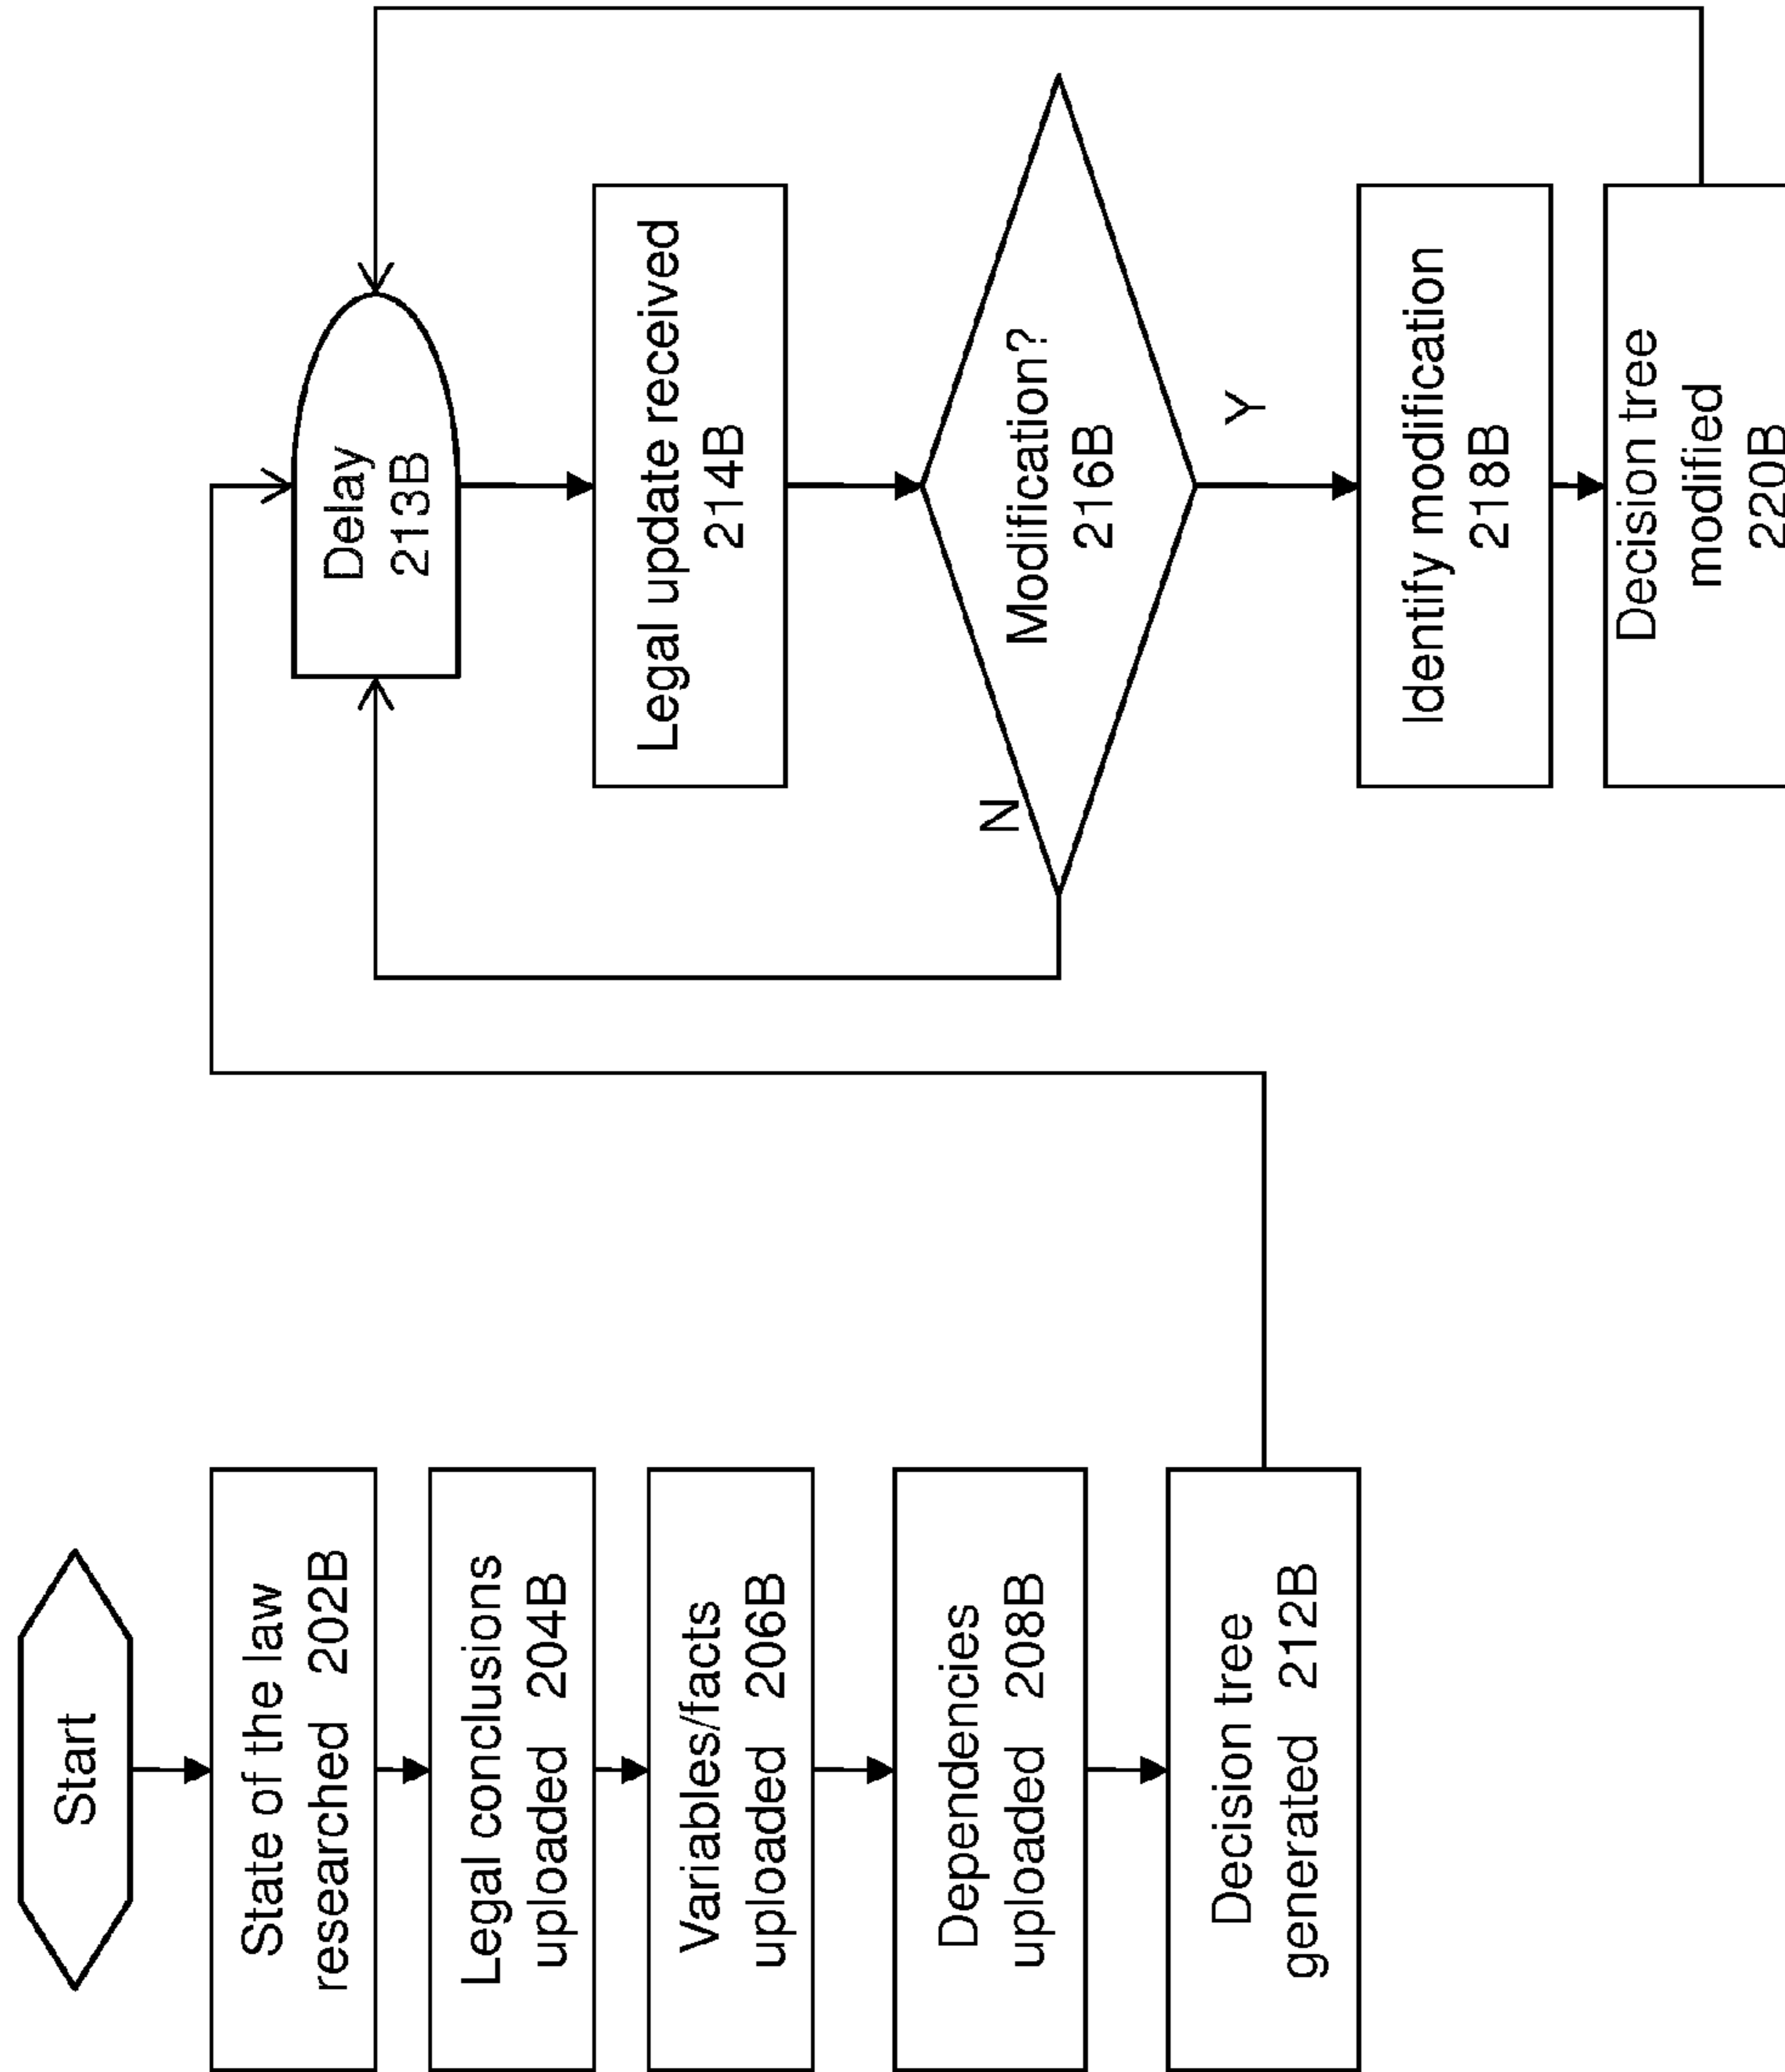 Start
State of the law
researched 202B
Legal conclusions
uploaded 204B
Variables/facts
uploaded 206B
Dependencies
uploaded 208B
Decision tree
generated 212B
Delay
213B
Legal update received
214B
Modification?
216B
N
Y
Identify modification
218B
Decision tree
modified
220B